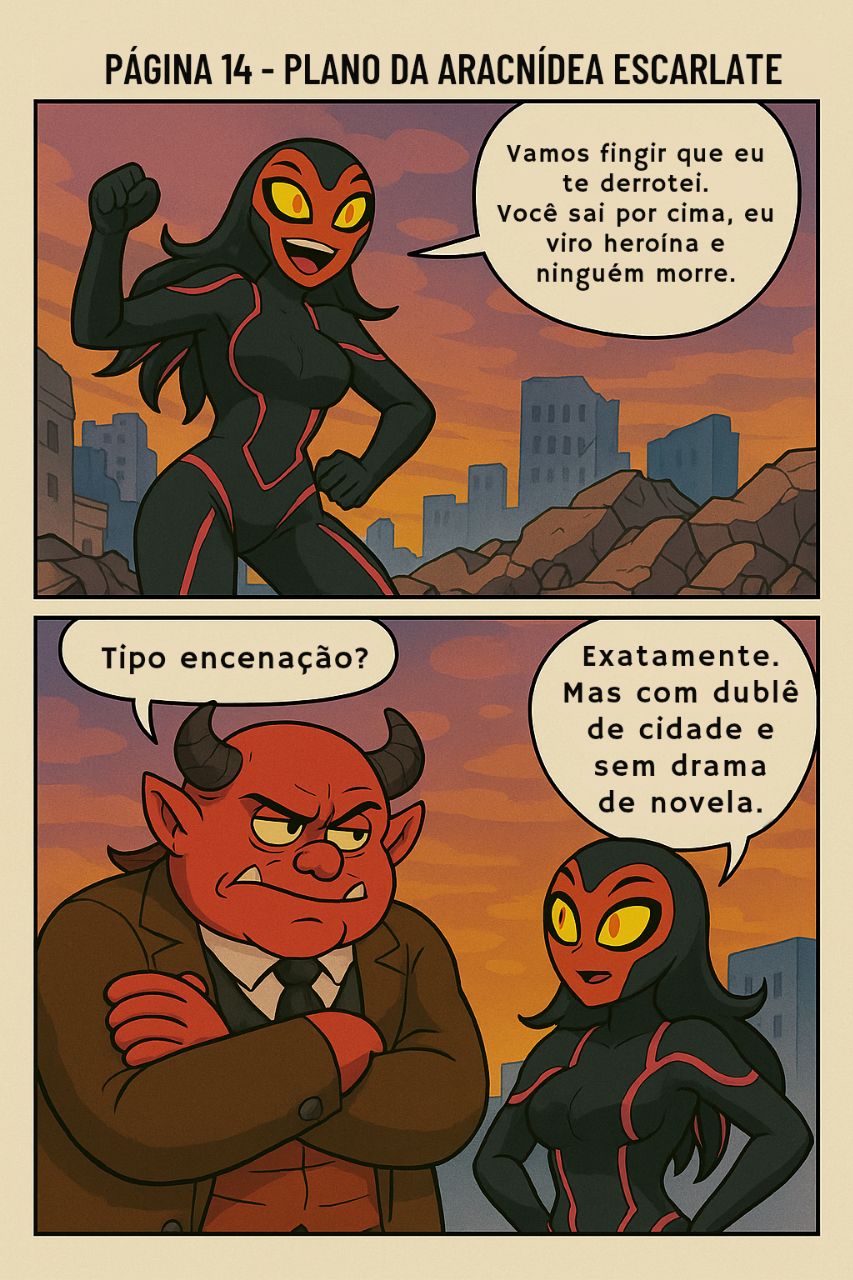 PÁGINA 14 - PLANO DA ARACNÍDEA ESCARLATE
Vamos fingir que eu
te derrotei.
Você sai por cima, eu
viro heroína e
ninguém morre.
Tipo encenação?
Exatamente.
Mas com dublê
de cidade e
sem drama
de novela.